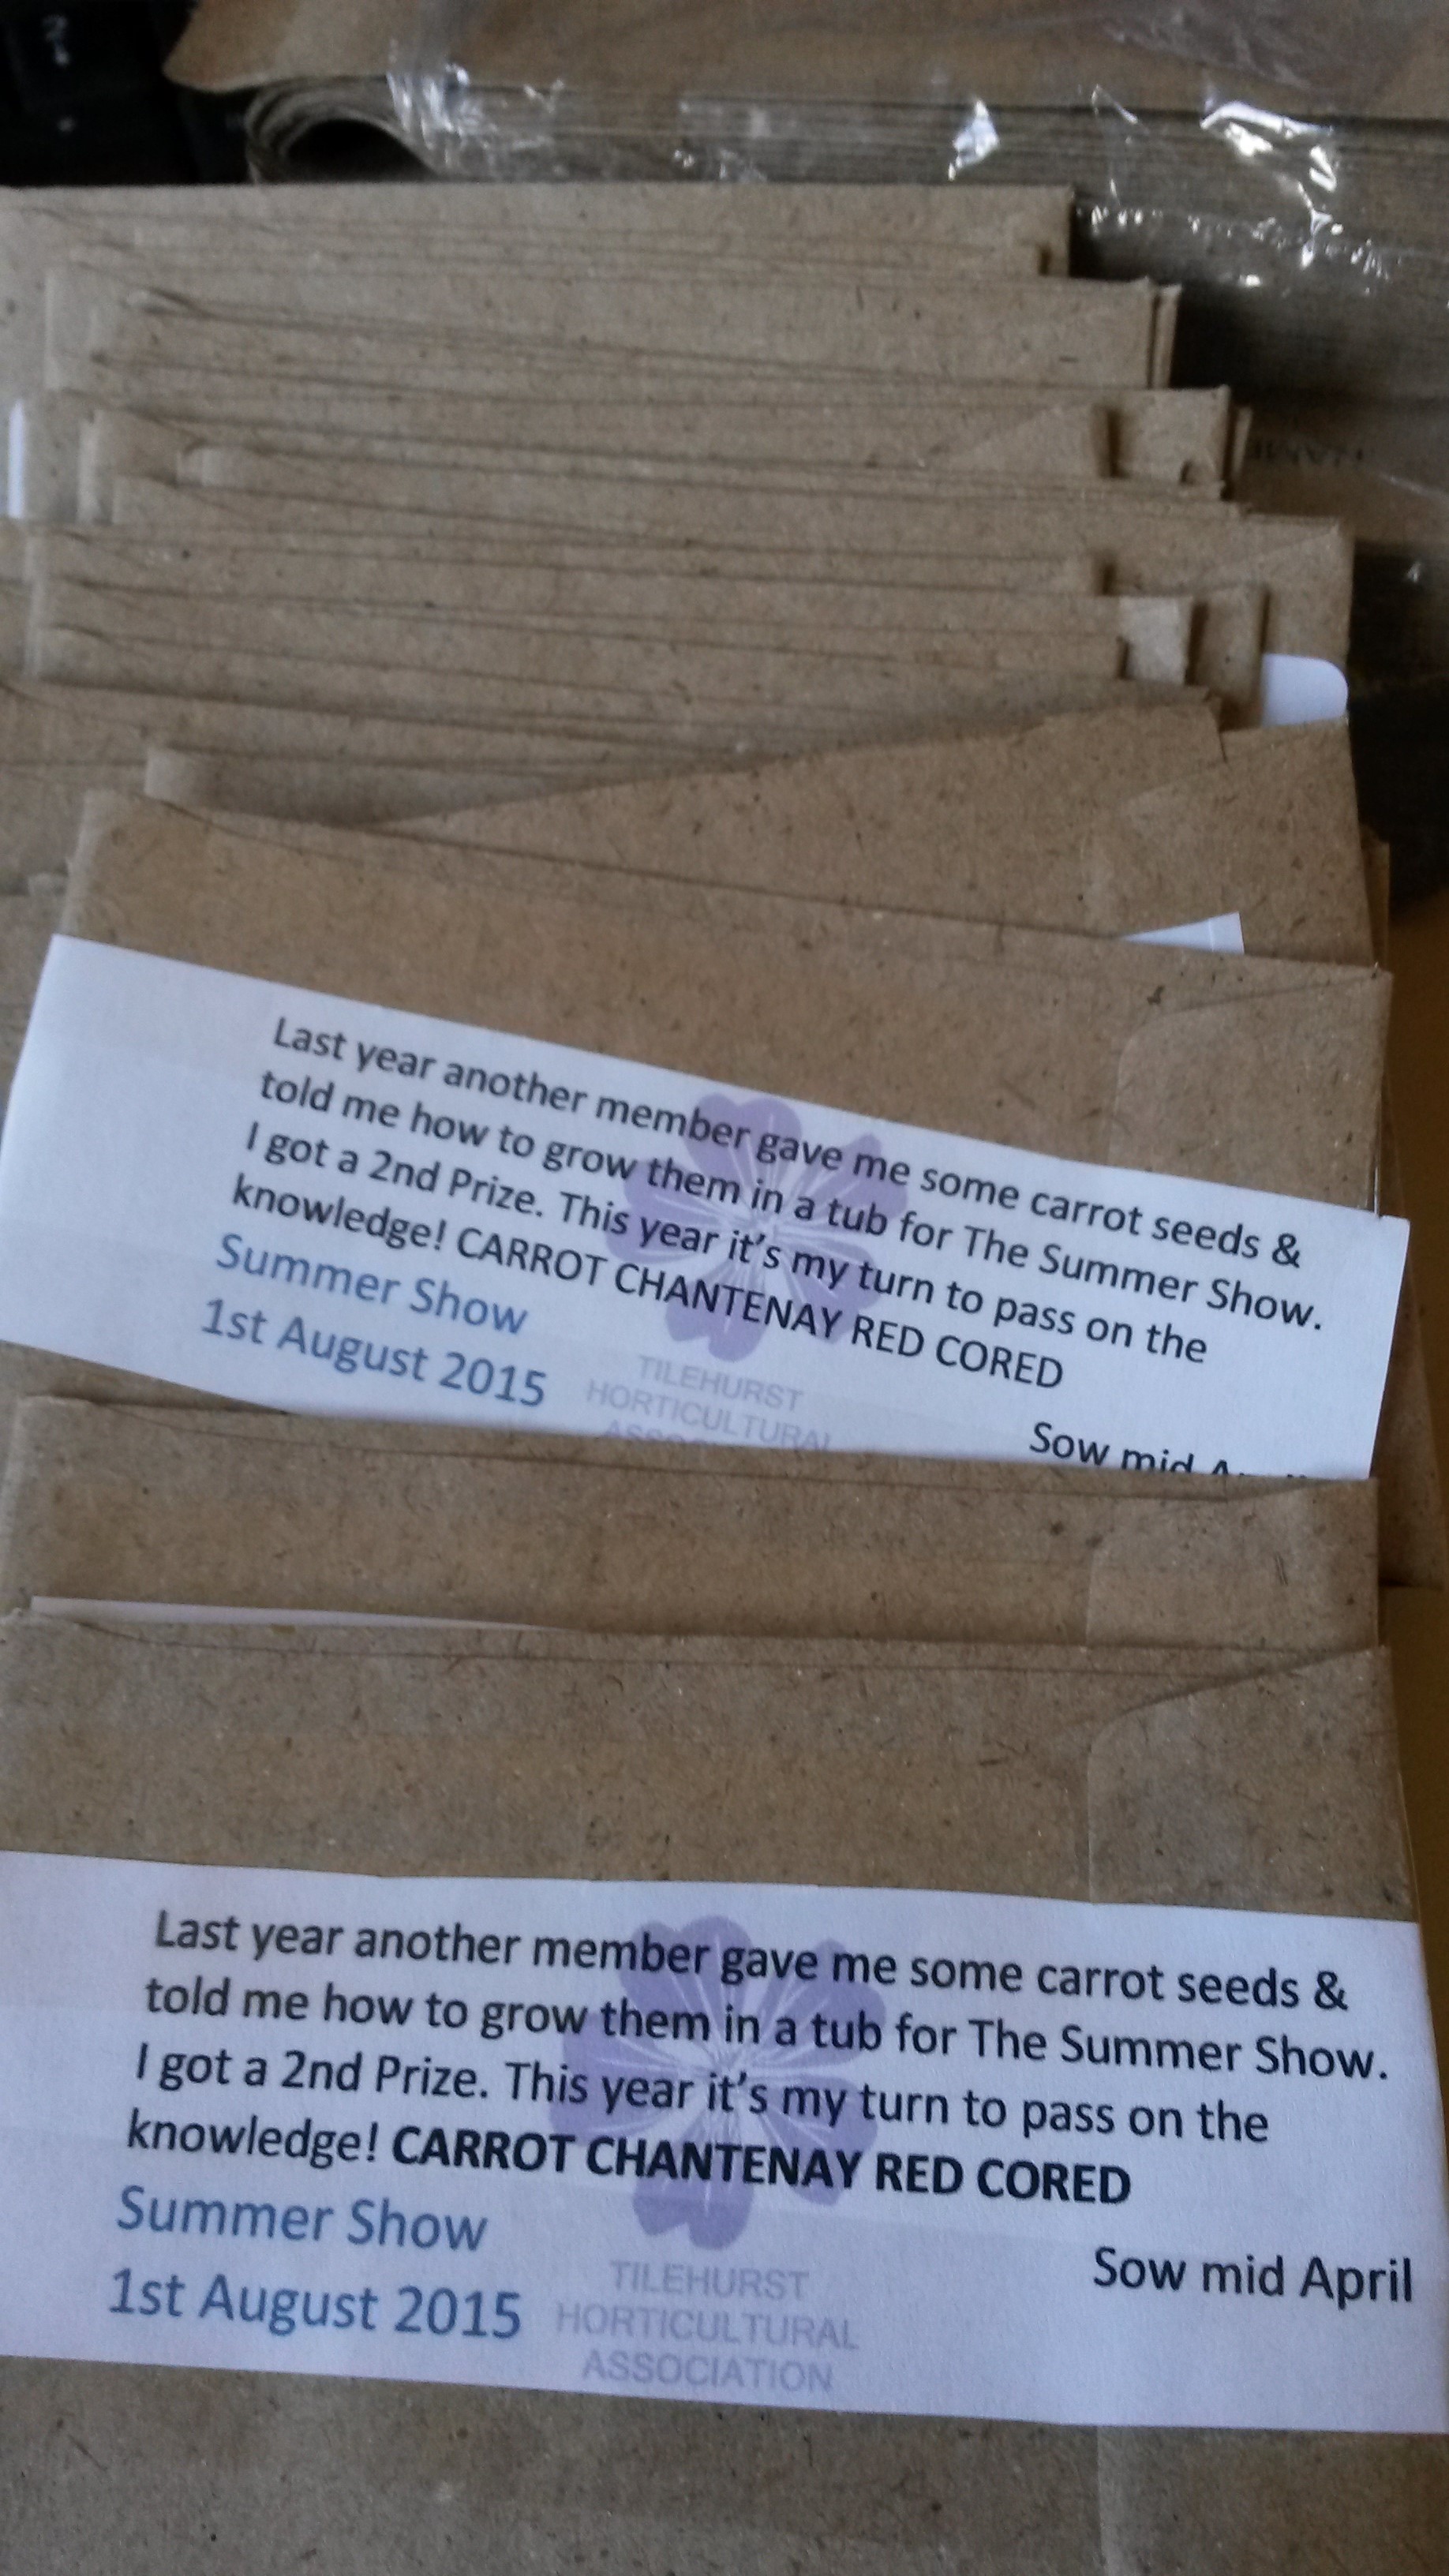 Last year another member gave me some carrot seeds &
told me how to grow them in a tub for The Summer Show.
I got a 2nd Prize. This year it's my turn to pass on the
knowledge! CARROT CHANTENAY RED CORED
Summer Show
1st August 2015
TILEHURST
HORTICULTURAL
Sow mid
Last year another member gave me some carrot seeds &
told me how to grow them in a tub for The Summer Show.
I got a 2nd Prize. This year it's my turn to pass on the
knowledge! CARROT CHANTENAY RED CORED
Summer Show
Sow mid April
1st August 2015
TILEHURST
HORTICULTURAL
ASSOCIATION